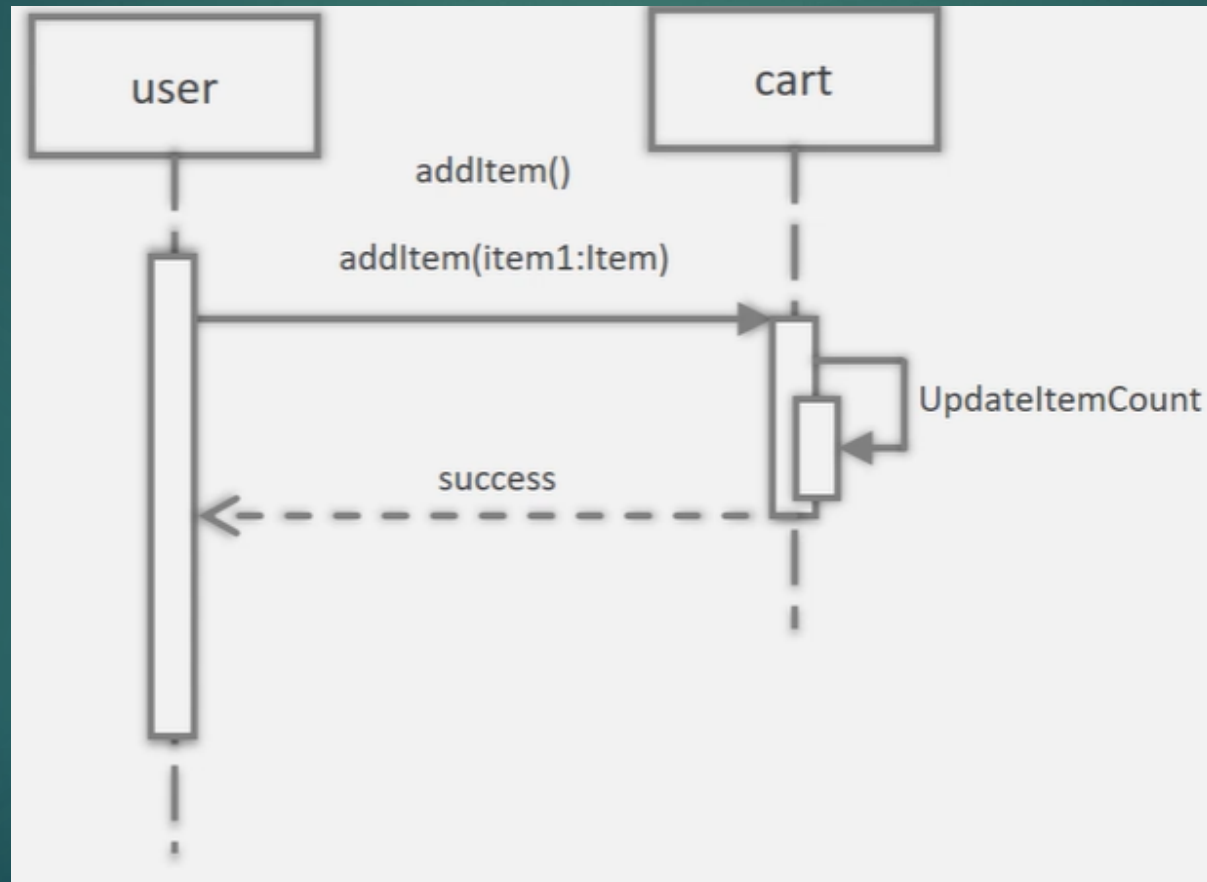 user
cart
addItem()
addItem(item1:Item)
UpdateItemCount
success